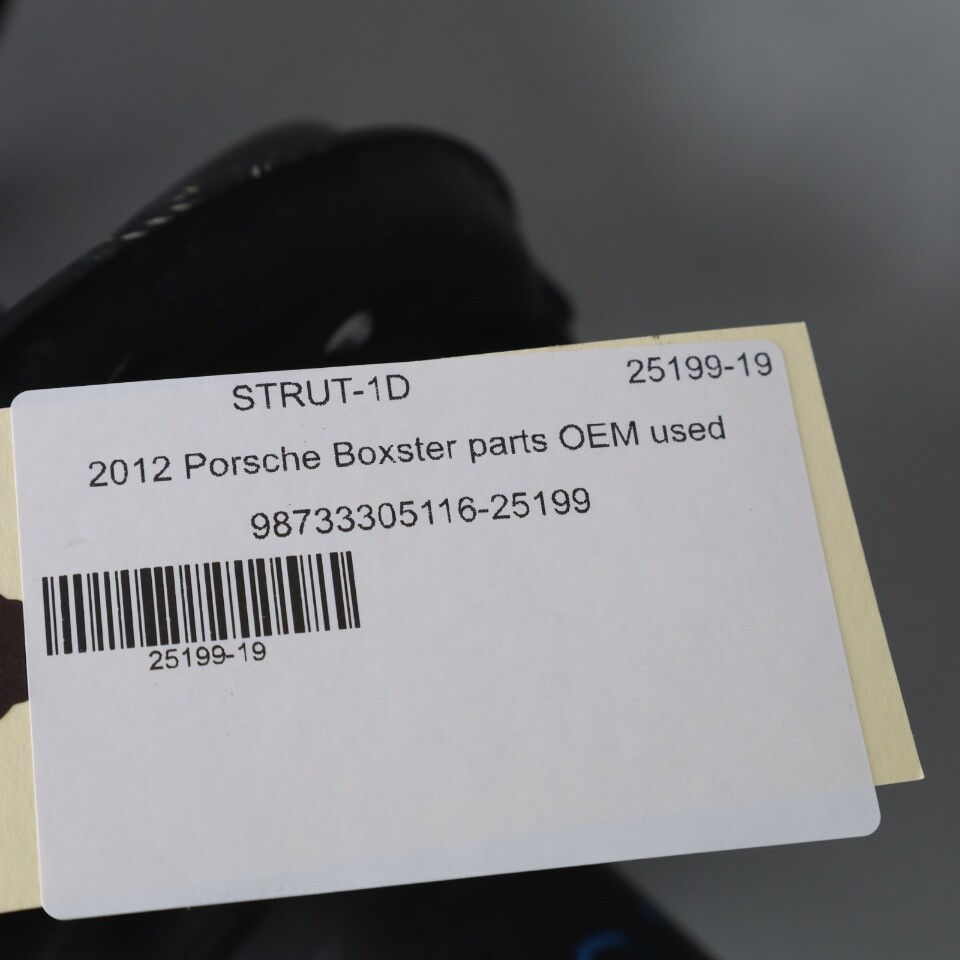 STRUT-1D 25199-19
2012 Porsche Boxster parts OEM used
98733305116-25199
25199-19